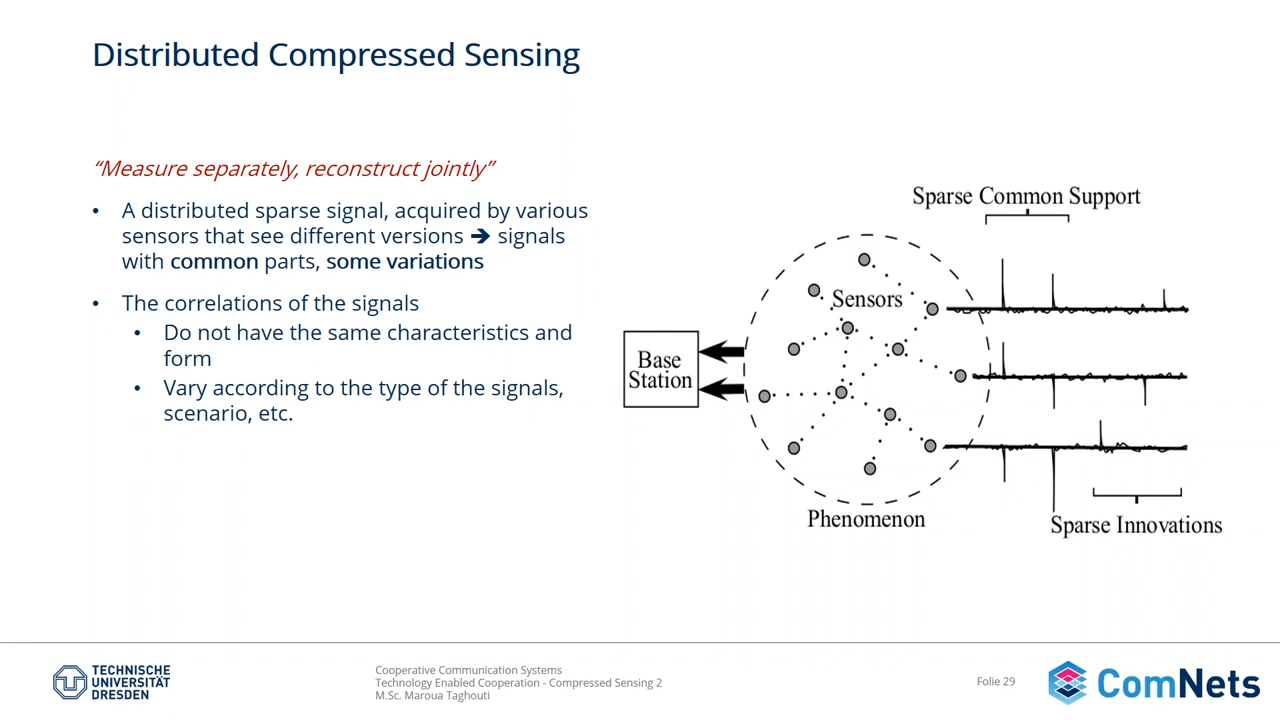 Distributed Compressed Sensing
“Measure separately, reconstruct jointly”
• A distributed sparse signal, acquired by various
sensors that see different versions ➔ signals
with common parts, some variations
• The correlations of the signals
• Do not have the same characteristics and
form
• Vary according to the type of the signals,
scenario, etc.
Sparse Common Support
Sensors
Base
Station
Phenomenon
Sparse Innovations
TECHNISCHE
UNIVERSITÄT
DRESDEN
Cooperative Communication Systems
Technology Enabled Cooperation - Compressed Sensing 2
M.Sc. Maroua Taghouti
Folie 29
ComNets